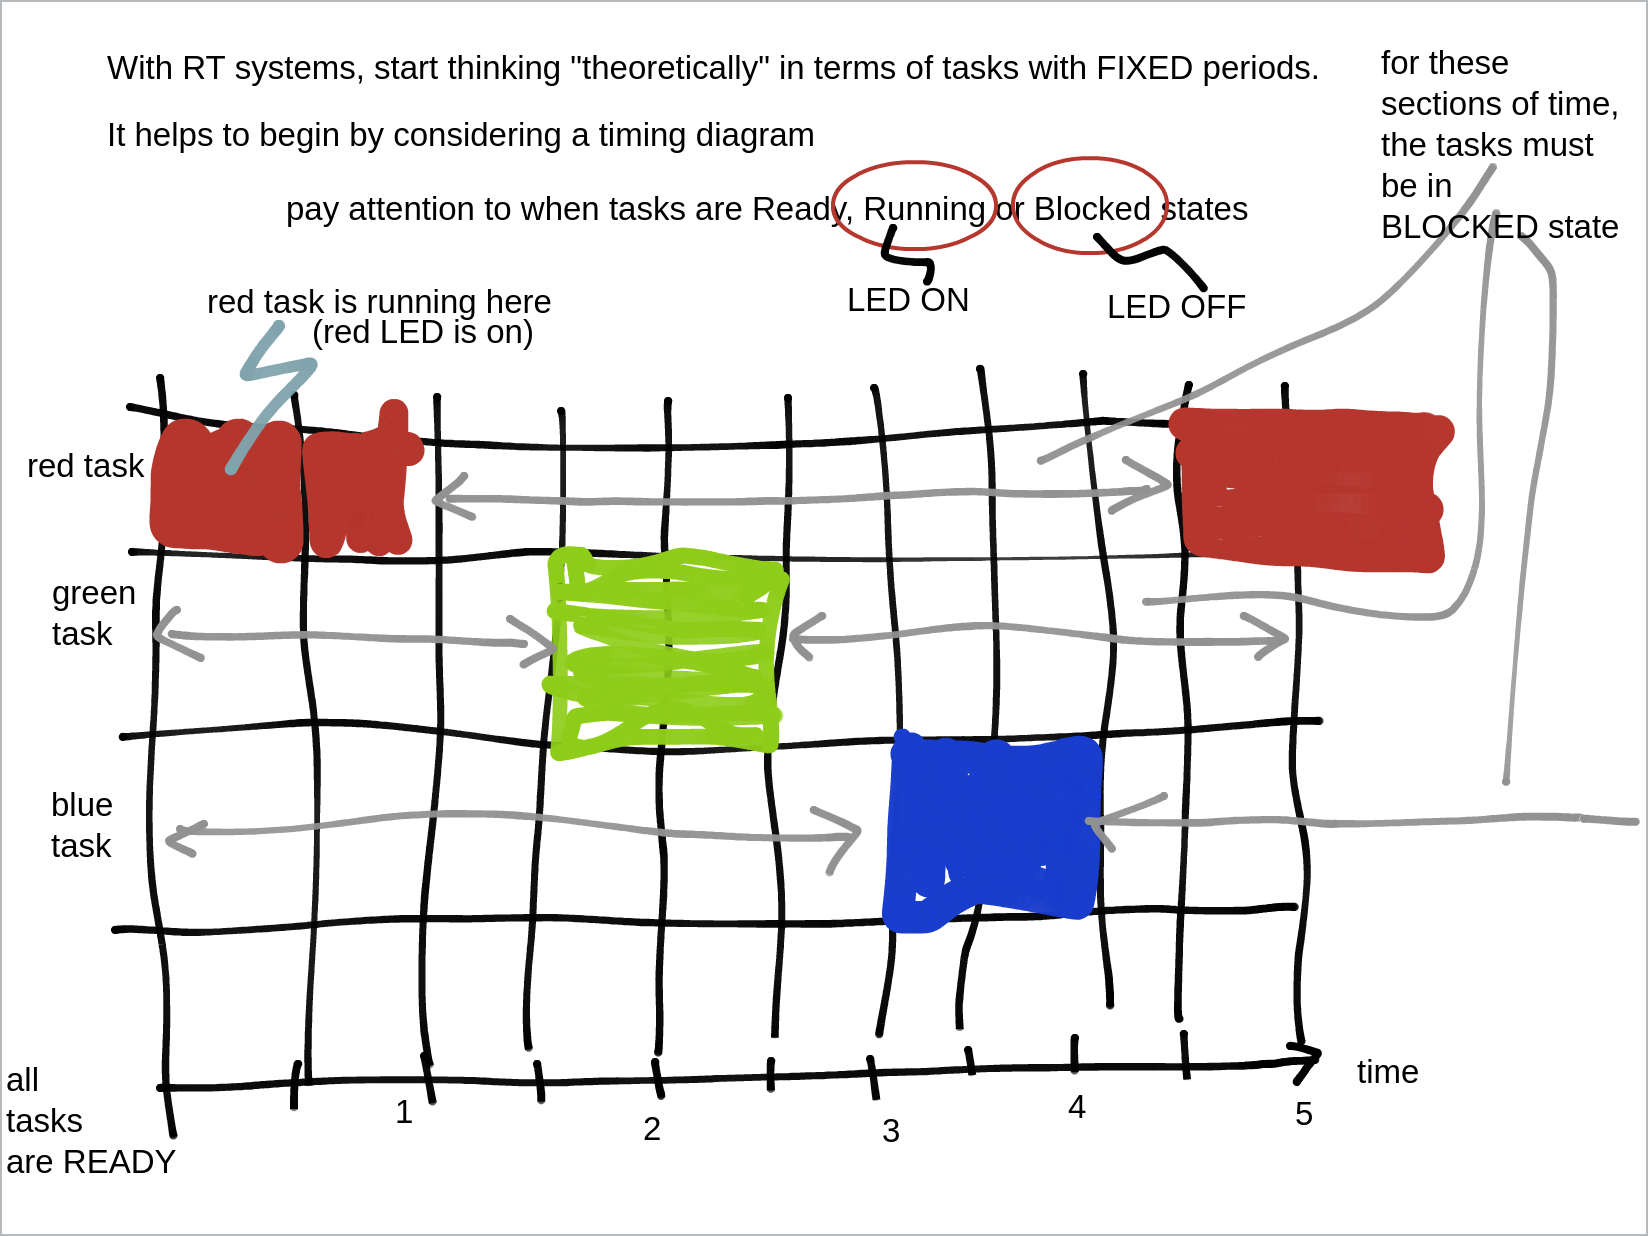 With RT systems, start thinking "theoretically" in terms of tasks with FIXED periods.
It helps to begin by considering a timing diagram
pay attention to when tasks are Ready, Running or Blocked states
LED ON
LED OFF
for these
sections of time,
the tasks must
be in
BLOCKED state
red task is running here
(red LED is on)
red task
green
task
blue
task
all
tasks
are READY
1
2
3
4
5
time